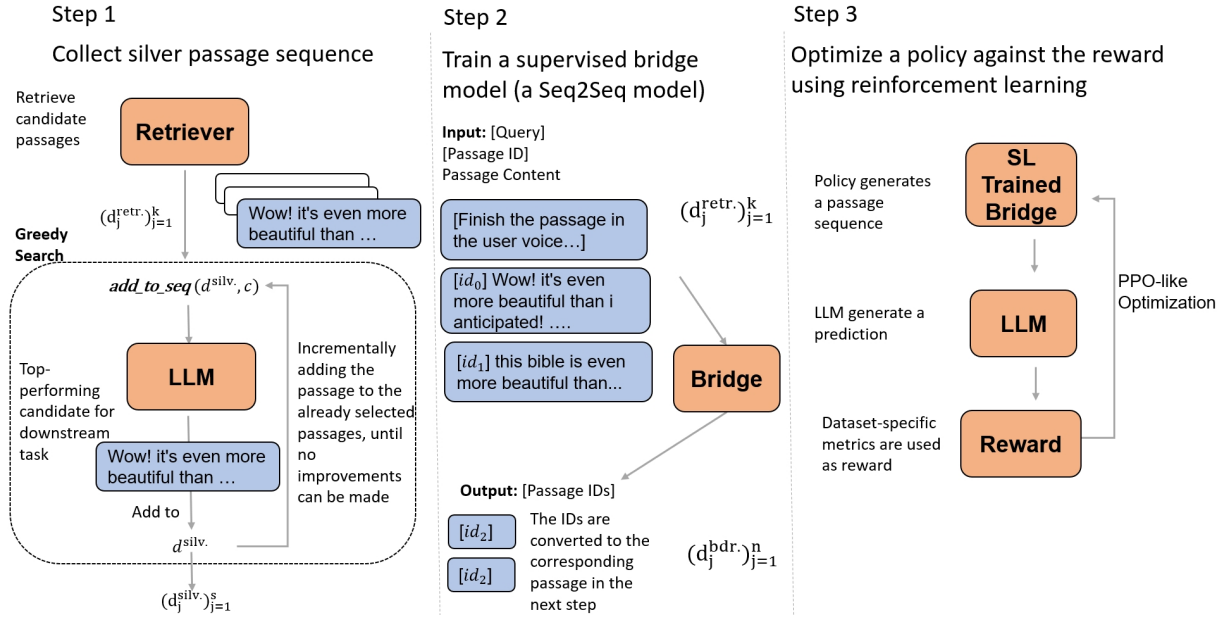 Step 1
Collect silver passage sequence
Retrieve
candidate
passages
Retriever
(d_j^{retr.})_{j=1}^{k}
Wow! it's even more
beautiful than …
Greedy
Search
add_to_seq (d^{silv.}, c)
LLM
Top-
performing
candidate for
downstream
task
Incrementally
adding the
passage to the
already selected
passages, until
no
improvements
can be made
Wow! it's even more
beautiful than …
Add to
d^{silv.}
(d_j^{silv.})_{j=1}^{s}
Step 2
Train a supervised bridge
model (a Seq2Seq model)
Input: [Query]
[Passage ID]
Passage Content
(d_j^{retr.})_{j=1}^{k}
[Finish the passage in
the user voice…]
[id_0] Wow! it's even
more beautiful than i
anticipated! ….
[id_1] this bible is even
more beautiful than...
Bridge
Output: [Passage IDs]
[id_2]
[id_2]
The IDs are
converted to the
corresponding
passage in the
next step
(d_j^{bdr.})_{j=1}^{n}
Step 3
Optimize a policy against the reward
using reinforcement learning
Policy generates
a passage
sequence
SL
Trained
Bridge
PPO-like
Optimization
LLM generate a
prediction
LLM
Dataset-specific
metrics are used
as reward
Reward